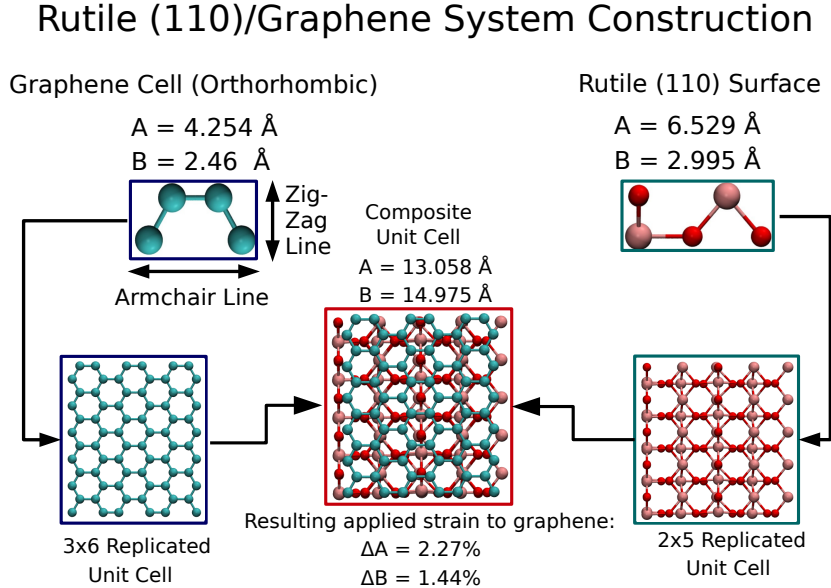 Rutile (110)/Graphene System Construction
Graphene Cell (Orthorhombic)
A = 4.254 Å
B = 2.46 Å
Zig-
Zag
Line
Armchair Line
Rutile (110) Surface
A = 6.529 Å
B = 2.995 Å
Composite
Unit Cell
A = 13.058 Å
B = 14.975 Å
3x6 Replicated
Unit Cell
Resulting applied strain to graphene:
ΔA = 2.27%
ΔB = 1.44%
2x5 Replicated
Unit Cell